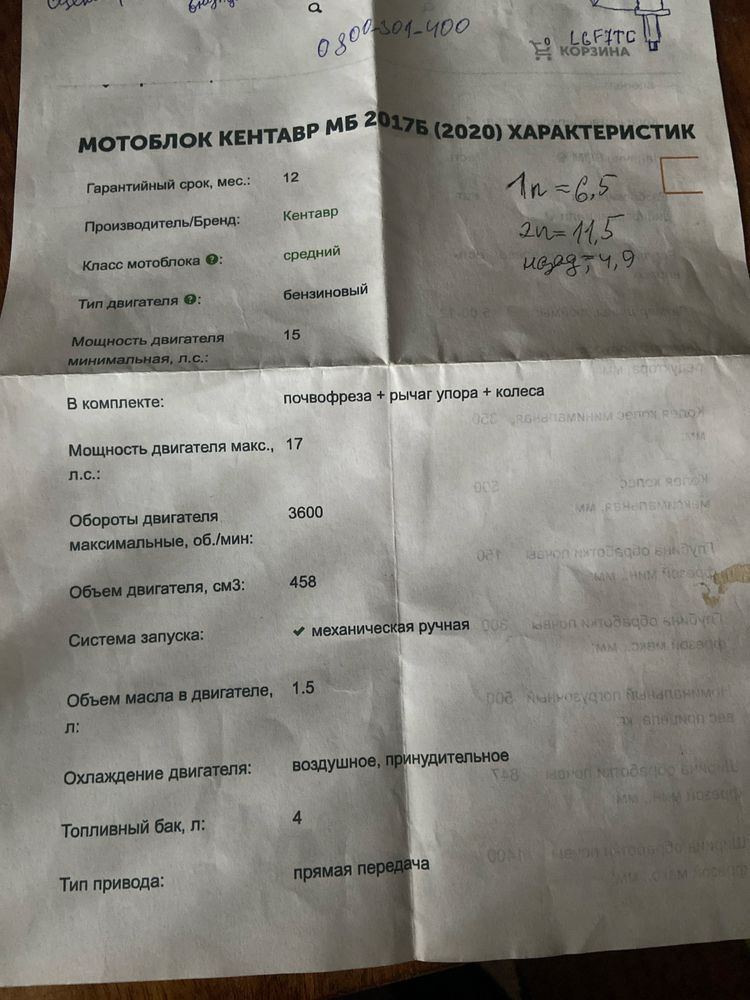 0800-301-400
L6F7TC
КОРЗИНА
МОТОБЛОК КЕНТАВР МБ 2017Б (2020) ХАРАКТЕРИСТИК
Гарантийный срок, мес.: 12
1п = 6,5
Производитель/Бренд: Кентавр
2п = 11,5
Класс мотоблока ?: средний
назад = 4,9
Тип двигателя ?: бензиновый
Мощность двигателя 15
минимальная, л.с.:
В комплекте: почвофреза + рычаг упора + колеса
Мощность двигателя макс., 17
л.с.:
Обороты двигателя 3600
максимальные, об./мин:
Объем двигателя, см3: 458
Система запуска: ✔ механическая ручная
Объем масла в двигателе, 1.5
л:
Охлаждение двигателя: воздушное, принудительное
Топливный бак, л: 4
Тип привода: прямая передача